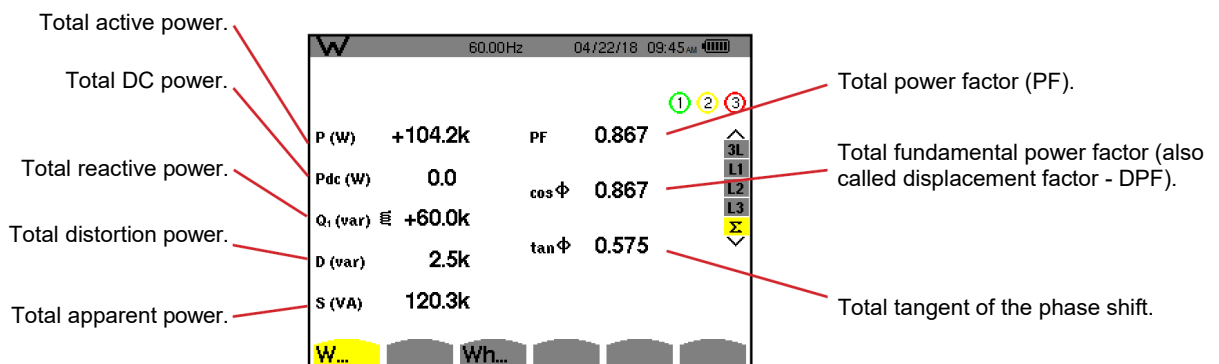 Total active power.
Total DC power.
Total reactive power.
Total distortion power.
Total apparent power.
W 60.00Hz 04/22/18 09:45 AM
1 2 3
P (W) +104.2k PF 0.867
Pdc (W) 0.0 cos Φ 0.867
Q₁ (var) +60.0k
D (var) 2.5k tan Φ 0.575
S (VA) 120.3k
3L
L1
L2
L3
Σ
W... Wh...
Total power factor (PF).
Total fundamental power factor (also
called displacement factor - DPF).
Total tangent of the phase shift.